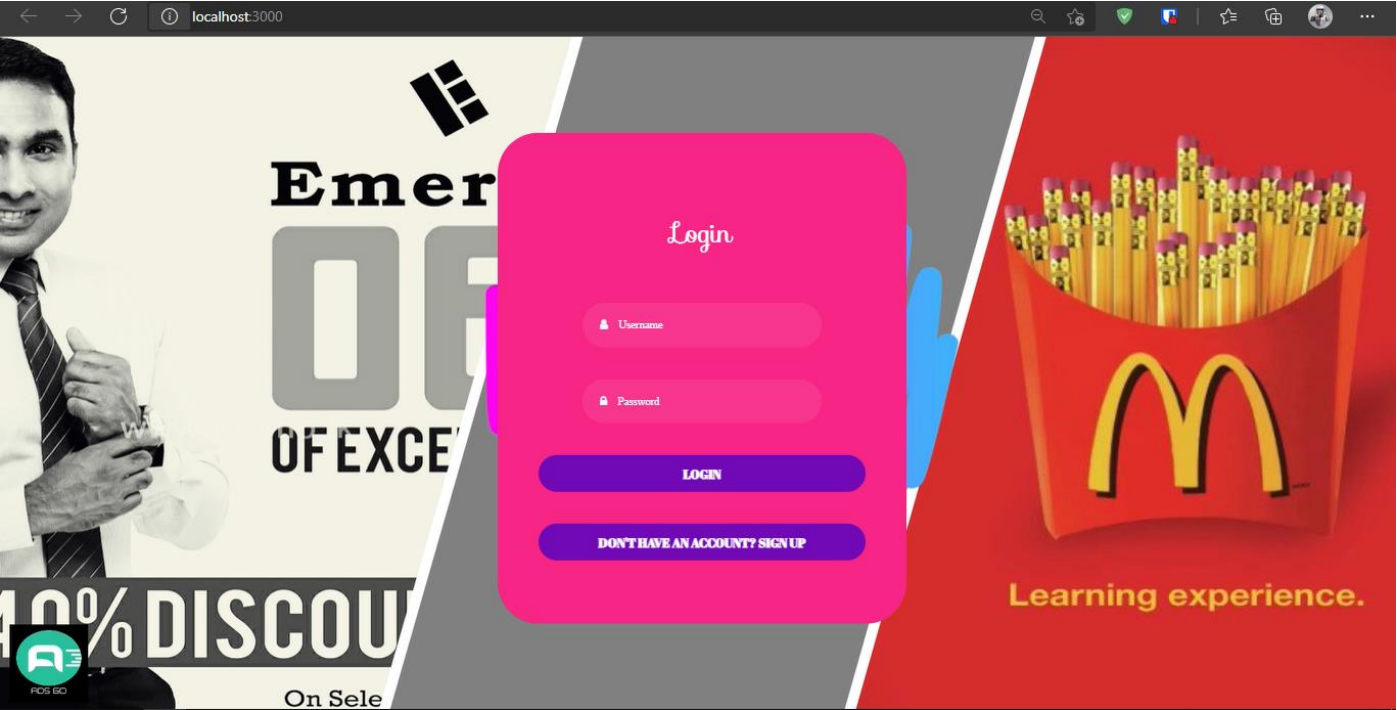 localhost:3000
Emer
OF EXCE
40% DISCOU
On Sele
Login
Username
Password
LOGIN
DON'T HAVE AN ACCOUNT? SIGN UP
Learning experience.
ADS GO